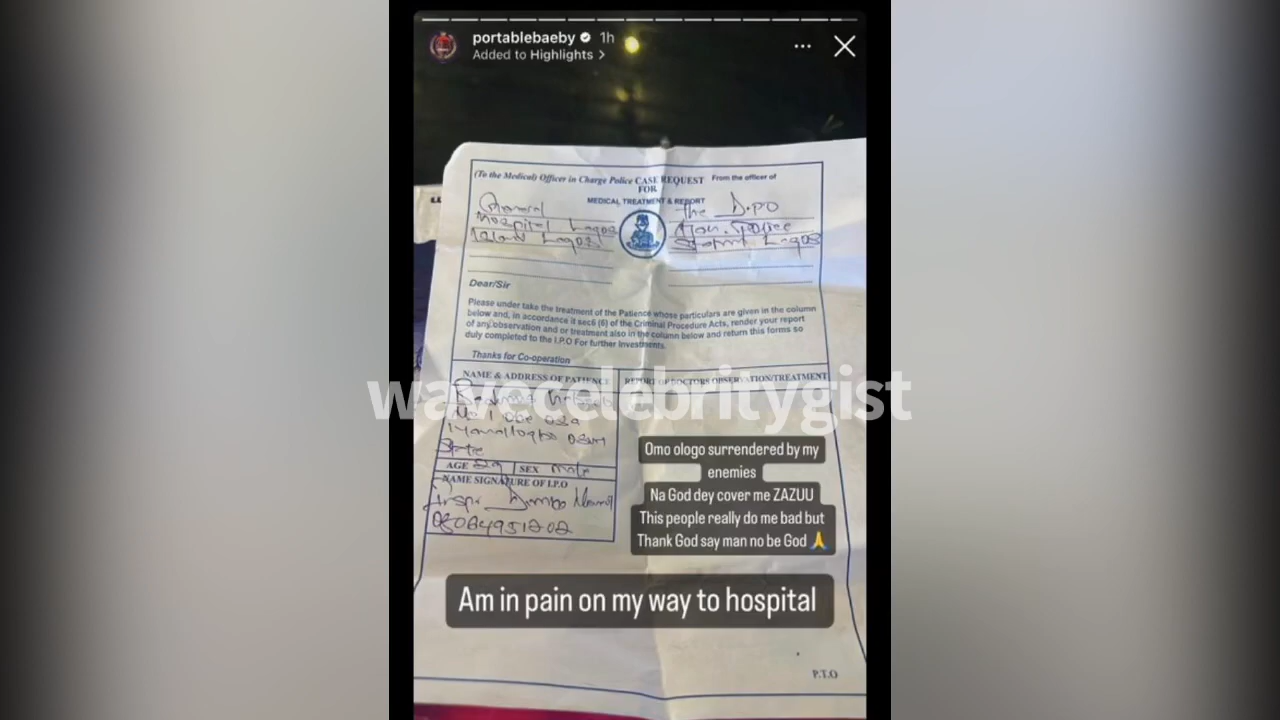 portablebaeby 1h
Added to Highlights >
(To the Medical) Officer in Charge Police CASE REQUEST From the officer of
FOR
MEDICAL TREATMENT & REPORT
General the D.PO
Hospital Lagos Police
Island Lagos Lagos
Dear/Sir
Please under take the treatment of the Patience whose particulars are given in the column
below and, in accordance it sec6 (6) of the Criminal Procedure Acts, render your report
of any observation and or treatment also in the column below and return this forms so
duly completed to the I.P.O For further Investments.
Thanks for Co-operation
NAME & ADDRESS OF PATIENCE REPORT OF DOCTORS OBSERVATION/TREATMENT
wavecelebritygist
No 1
State
AGE 29 SEX male
NAME SIGNATURE OF I.P.O
Omo ologo surrendered by my
enemies
Na God dey cover me ZAZUU
This people really do me bad but
Thank God say man no be God 🙏
Am in pain on my way to hospital
P.T.O